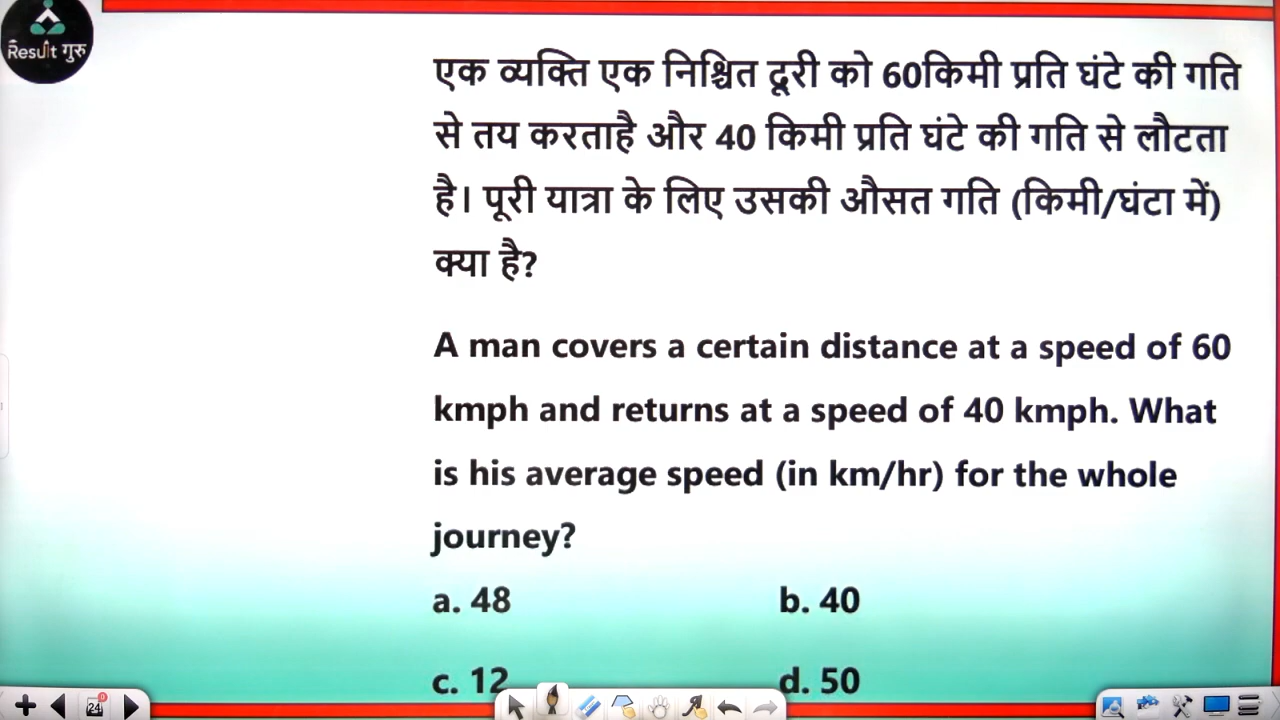 Result गुरु
एक व्यक्ति एक निश्चित दूरी को 60किमी प्रति घंटे की गति
से तय करताहै और 40 किमी प्रति घंटे की गति से लौटता
है। पूरी यात्रा के लिए उसकी औसत गति (किमी/घंटा में)
क्या है?
A man covers a certain distance at a speed of 60
kmph and returns at a speed of 40 kmph. What
is his average speed (in km/hr) for the whole
journey?
a. 48 b. 40
c. 12 d. 50
24